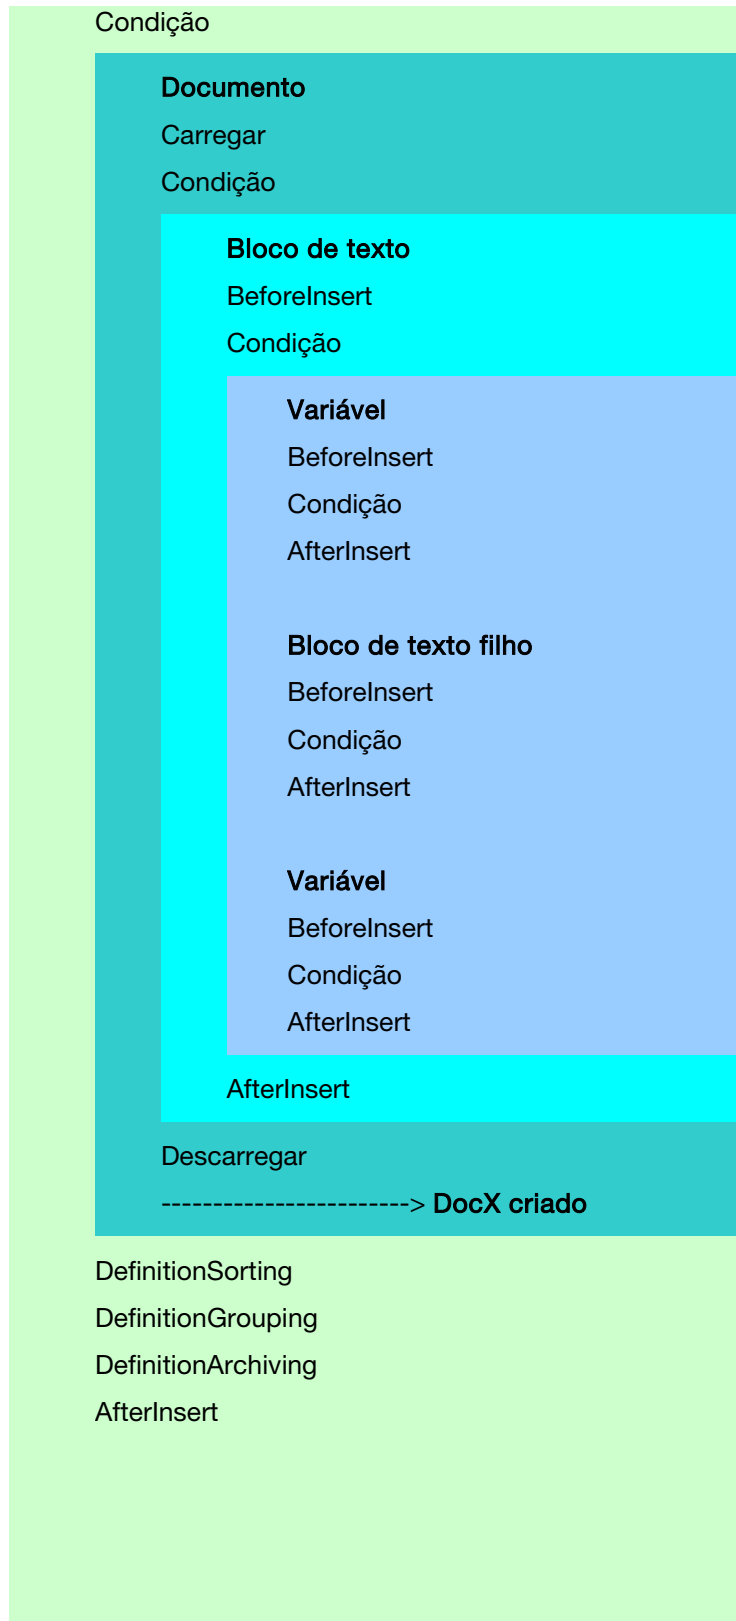 Condição
Documento
Carregar
Condição
Bloco de texto
BeforeInsert
Condição
Variável
BeforeInsert
Condição
AfterInsert
Bloco de texto filho
BeforeInsert
Condição
AfterInsert
Variável
BeforeInsert
Condição
AfterInsert
AfterInsert
Descarregar
------------------------> DocX criado
DefinitionSorting
DefinitionGrouping
DefinitionArchiving
AfterInsert